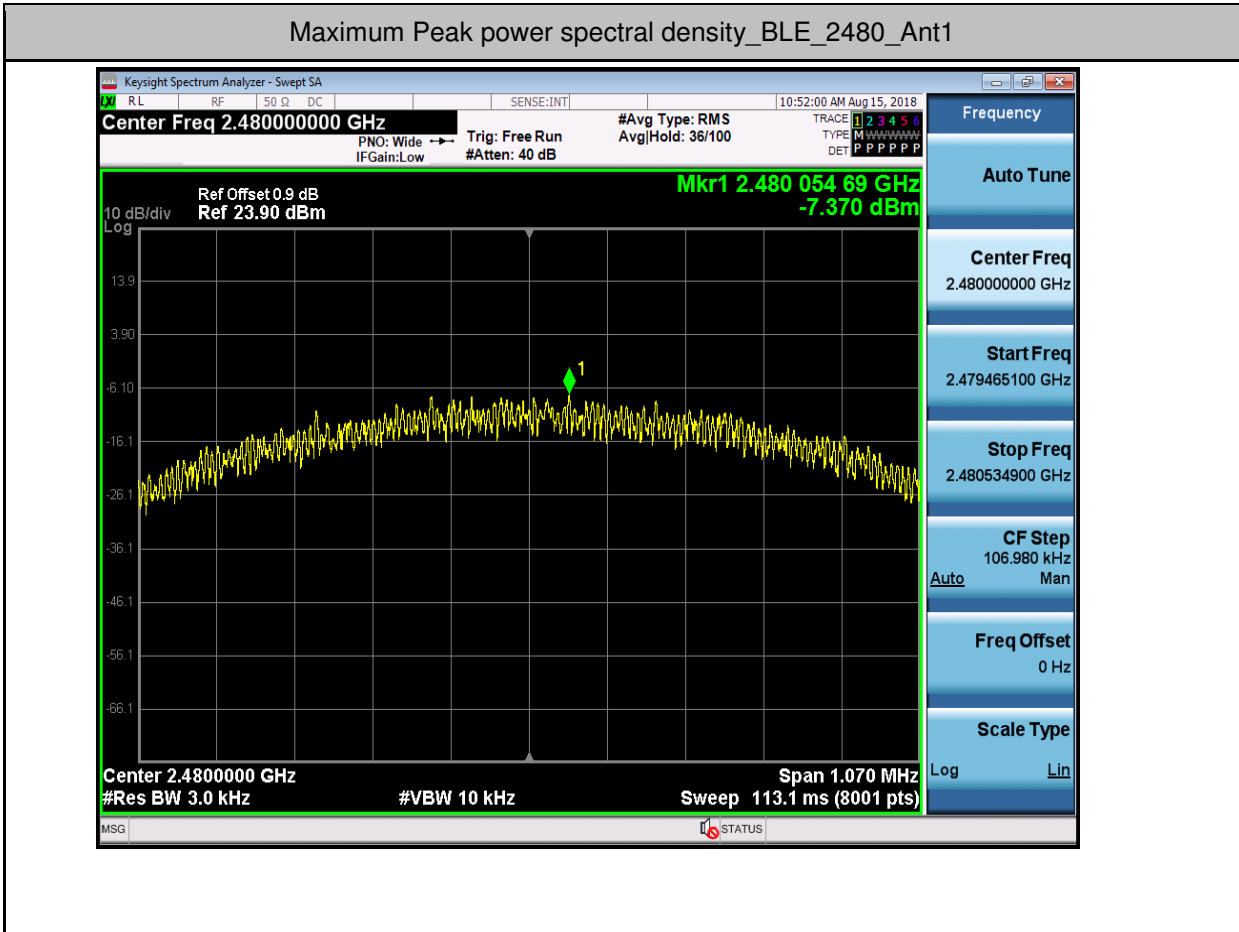 Maximum Peak power spectral density_BLE_2480_Ant1
Keysight Spectrum Analyzer - Swept SA
LXI RL RF 50 Ω DC SENSE:INT 10:52:00 AM Aug 15, 2018
Center Freq 2.480000000 GHz
PNO: Wide
IFGain:Low
Trig: Free Run
#Atten: 40 dB
#Avg Type: RMS
Avg|Hold: 36/100
TRACE 1 2 3 4 5 6
TYPE M W W W W W
DET P P P P P P
Ref Offset 0.9 dB
10 dB/div Ref 23.90 dBm
Log
Mkr1 2.480 054 69 GHz
-7.370 dBm
1
13.9
3.90
-6.10
-16.1
-26.1
-36.1
-46.1
-56.1
-66.1
Center 2.4800000 GHz
#Res BW 3.0 kHz
#VBW 10 kHz
Span 1.070 MHz
Sweep 113.1 ms (8001 pts)
MSG
STATUS
Frequency
Auto Tune
Center Freq
2.480000000 GHz
Start Freq
2.479465100 GHz
Stop Freq
2.480534900 GHz
CF Step
106.980 kHz
Auto Man
Freq Offset
0 Hz
Scale Type
Log Lin